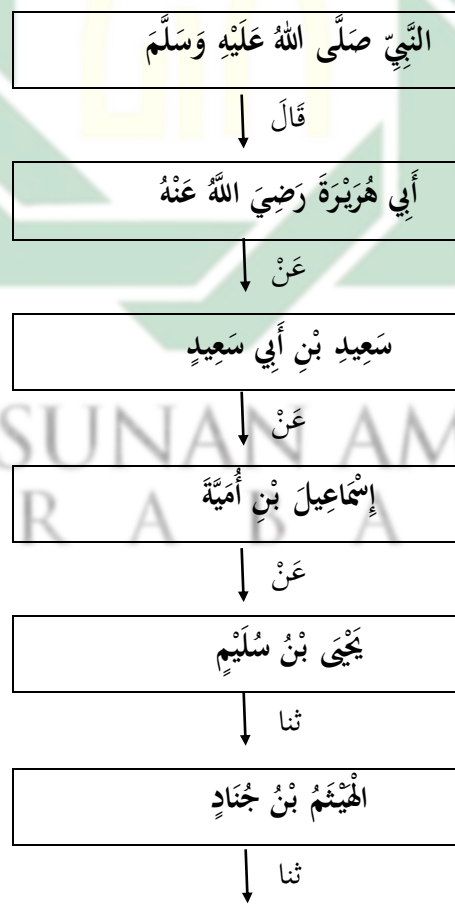 النَّبِيِّ صَلَّى اللهُ عَلَيْهِ وَسَلَّمَ
قَالَ
أَبِي هُرَيْرَةَ رَضِيَ اللَّهُ عَنْهُ
عَنْ
سَعِيدِ بْنِ أَبِي سَعِيدٍ
عَنْ
SUNAN AM
إِسْمَاعِيلَ بْنِ أُمَيَّةَ
R A B A
عَنْ
يَحْيَى بْنُ سُلَيْمٍ
ثنا
الْهَيْثَمُ بْنُ جُنَادٍ
ثنا